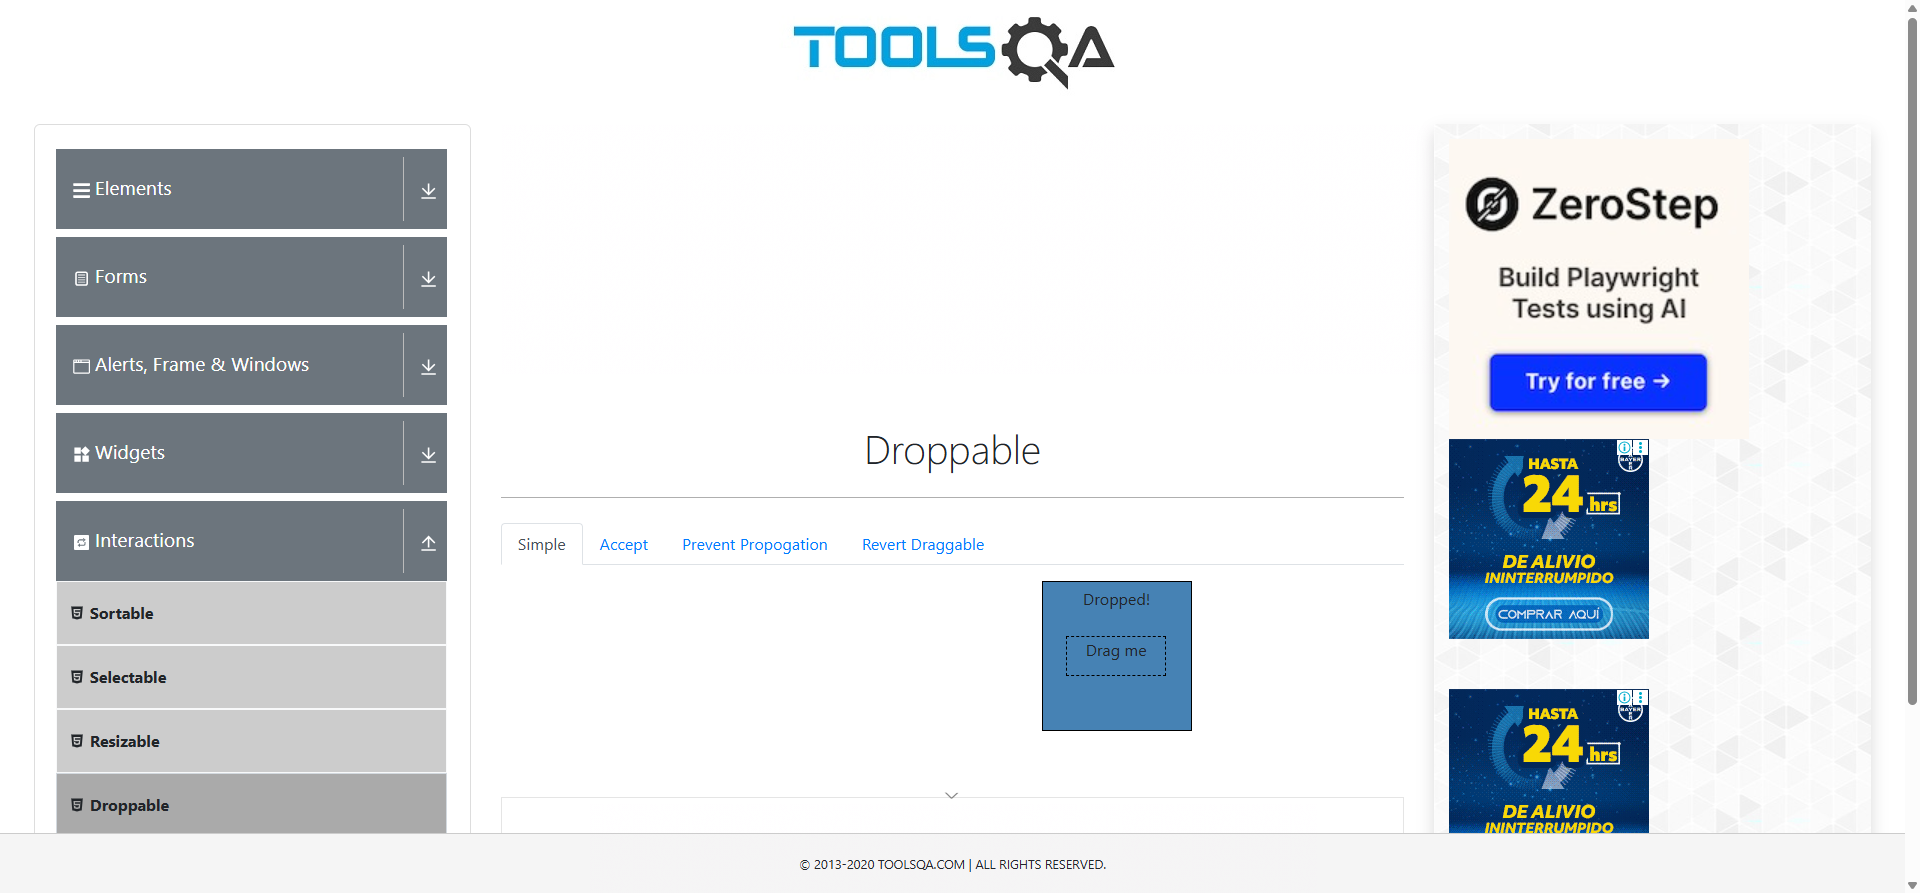 TOOLSQA
Elements
Forms
Alerts, Frame & Windows
Widgets
Interactions
Sortable
Selectable
Resizable
Droppable
Droppable
Simple
Accept
Prevent Propogation
Revert Draggable
Dropped!
Drag me
ZeroStep
Build Playwright
Tests using AI
Try for free →
HASTA
24 hrs
BAYER
DE ALIVIO
ININTERRUMPIDO
COMPRAR AQUÍ
HASTA
24 hrs
BAYER
DE ALIVIO
ININTERRUMPIDO
© 2013-2020 TOOLSQA.COM | ALL RIGHTS RESERVED.